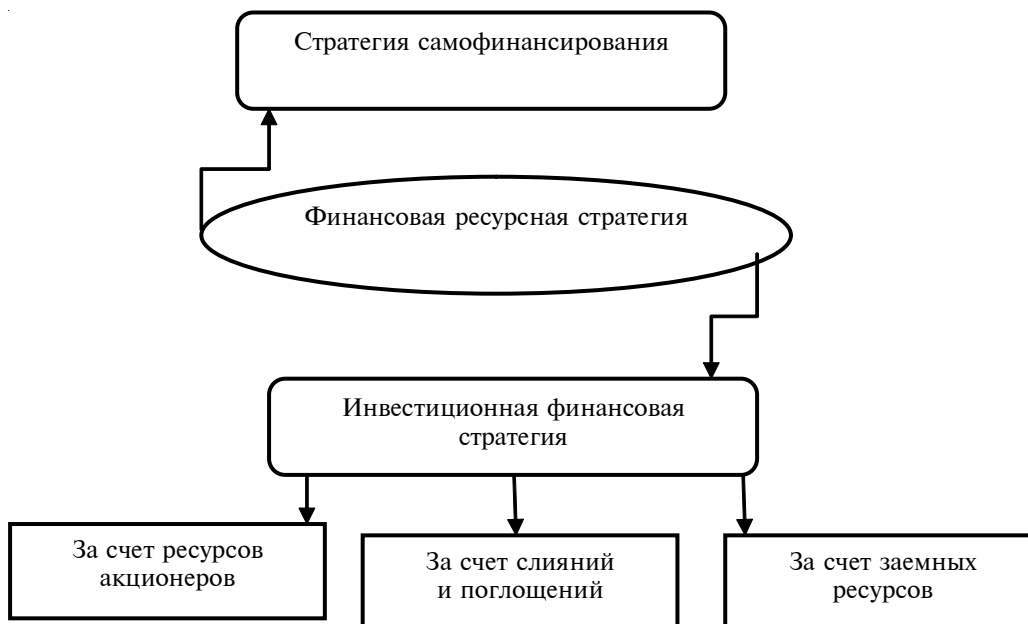 Стратегия самофинансирования
Финансовая ресурсная стратегия
Инвестиционная финансовая
стратегия
За счет ресурсов
акционеров
За счет слияний
и поглощений
За счет заемных
ресурсов